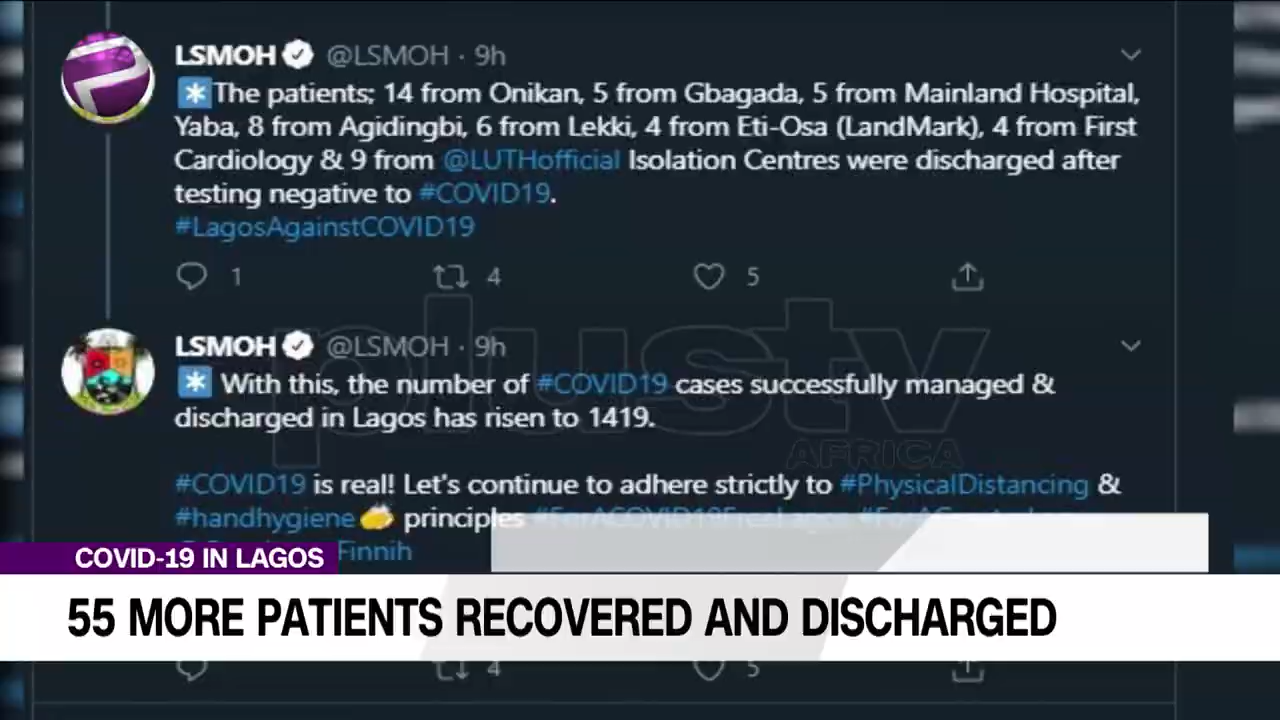 LSMOH @LSMOH · 9h
*The patients; 14 from Onikan, 5 from Gbagada, 5 from Mainland Hospital,
Yaba, 8 from Agidingbi, 6 from Lekki, 4 from Eti-Osa (LandMark), 4 from First
Cardiology & 9 from @LUTHofficial Isolation Centres were discharged after
testing negative to #COVID19.
#LagosAgainstCOVID19
1 4 5
plustv
AFRICA
LSMOH @LSMOH · 9h
* With this, the number of #COVID19 cases successfully managed &
discharged in Lagos has risen to 1419.
#COVID19 is real! Let's continue to adhere strictly to #PhysicalDistancing &
#handhygiene principles
Finnih
COVID-19 IN LAGOS
55 MORE PATIENTS RECOVERED AND DISCHARGED
4 5